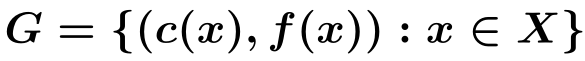 G = {(c(x), f(x)) : x ∈ X}